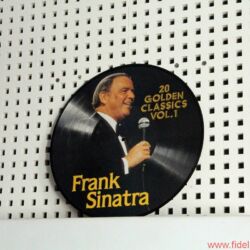 20
GOLDEN
CLASSICS
VOL.1
Frank
Sinatra
www.fidel